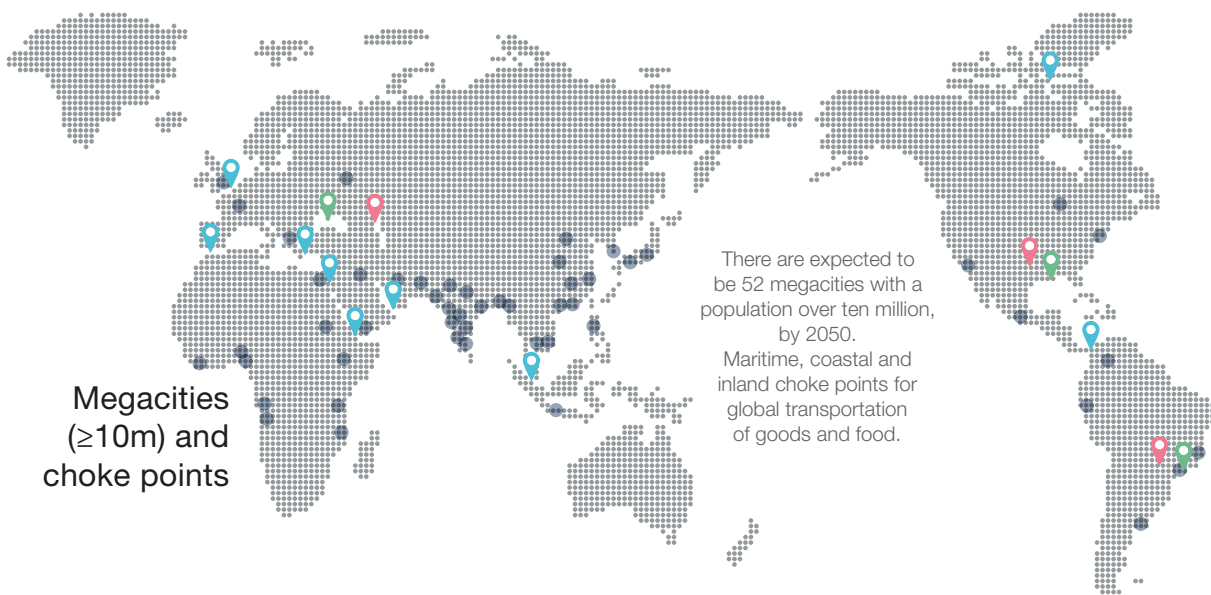 There are expected to
be 52 megacities with a
population over ten million,
by 2050.
Maritime, coastal and
inland choke points for
global transportation
of goods and food.
Megacities
(≥10m) and
choke points